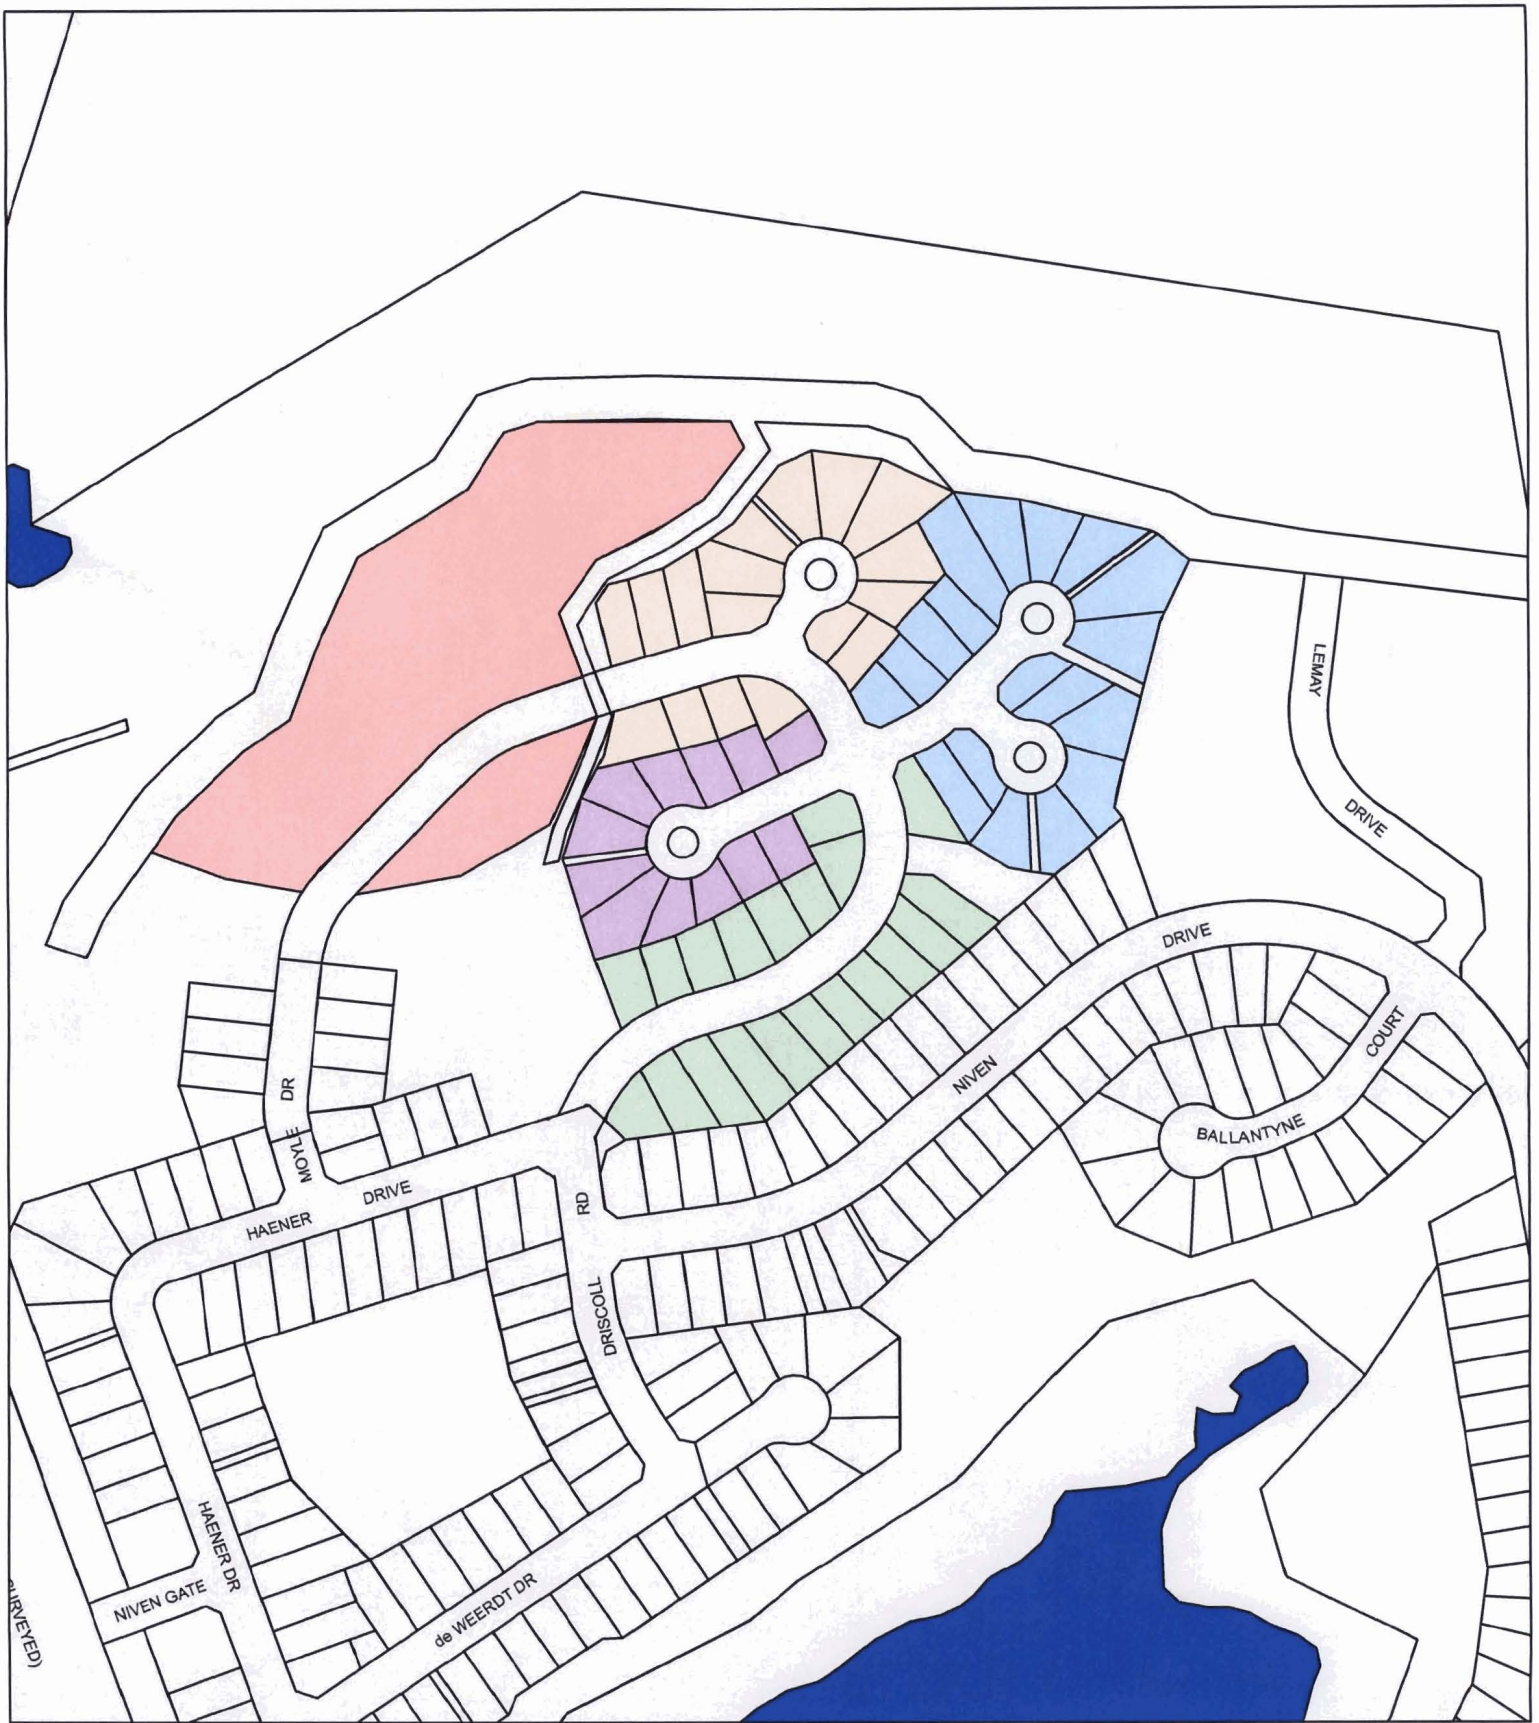 LEMAY
DRIVE
DRIVE
NIVEN
COURT
BALLANTYNE
DR
MOYLE
DRIVE
HAENER
RD
DRISCOLL
HAENER DR
NIVEN GATE
de WEERDT DR
URVEYED)